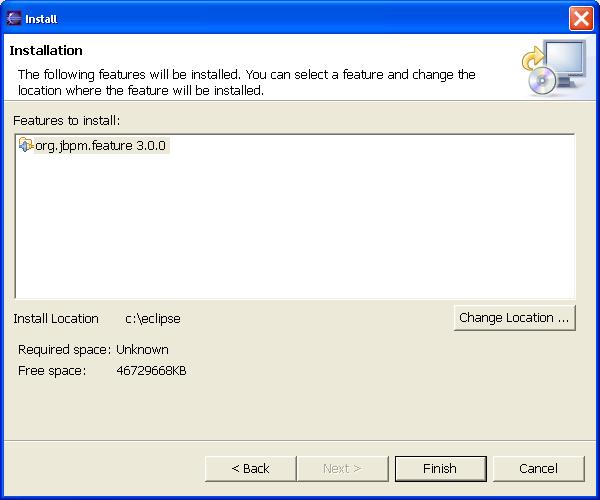 Install
Installation
The following features will be installed. You can select a feature and change the
location where the feature will be installed.
Features to install:
org.jbpm.feature 3.0.0
Install Location c:\eclipse
Change Location ...
Required space: Unknown
Free space: 46729668KB
< Back
Next >
Finish
Cancel